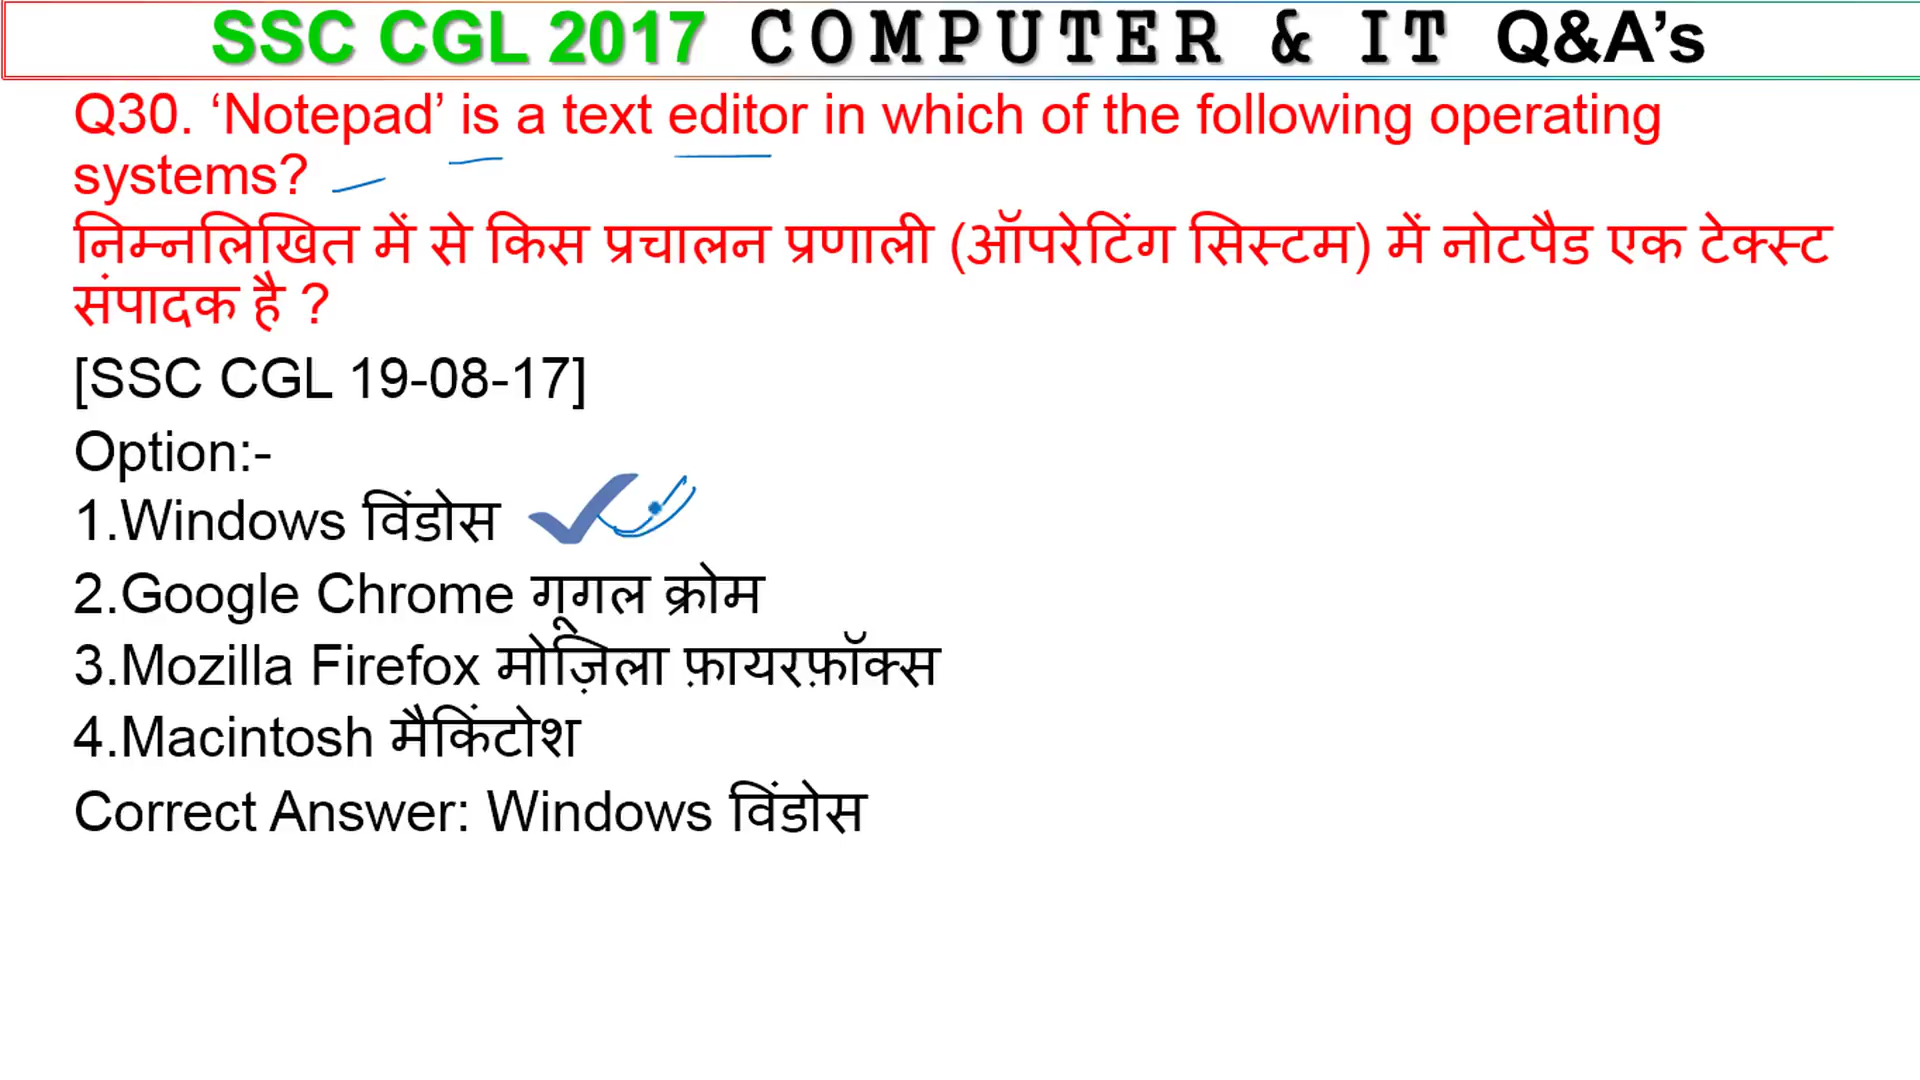 SSC CGL 2017 COMPUTER & IT Q&A’s
Q30. ‘Notepad’ is a text editor in which of the following operating
systems?
निम्नलिखित में से किस प्रचालन प्रणाली (ऑपरेटिंग सिस्टम) में नोटपैड एक टेक्स्ट
संपादक है ?
[SSC CGL 19-08-17]
Option:-
1.Windows विंडोस
2.Google Chrome गूगल क्रोम
3.Mozilla Firefox मोज़िला फ़ायरफ़ॉक्स
4.Macintosh मैकिंटोश
Correct Answer: Windows विंडोस